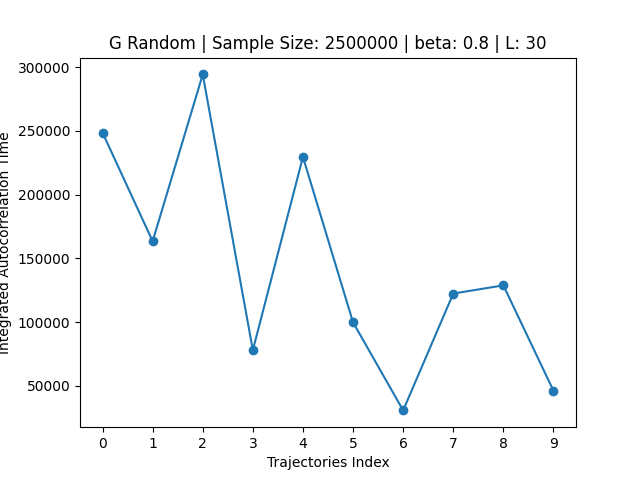 G Random | Sample Size: 2500000 | beta: 0.8 | L: 30
Integrated Autocorrelation Time
300000
250000
200000
150000
100000
50000
0 1 2 3 4 5 6 7 8 9
Trajectories Index